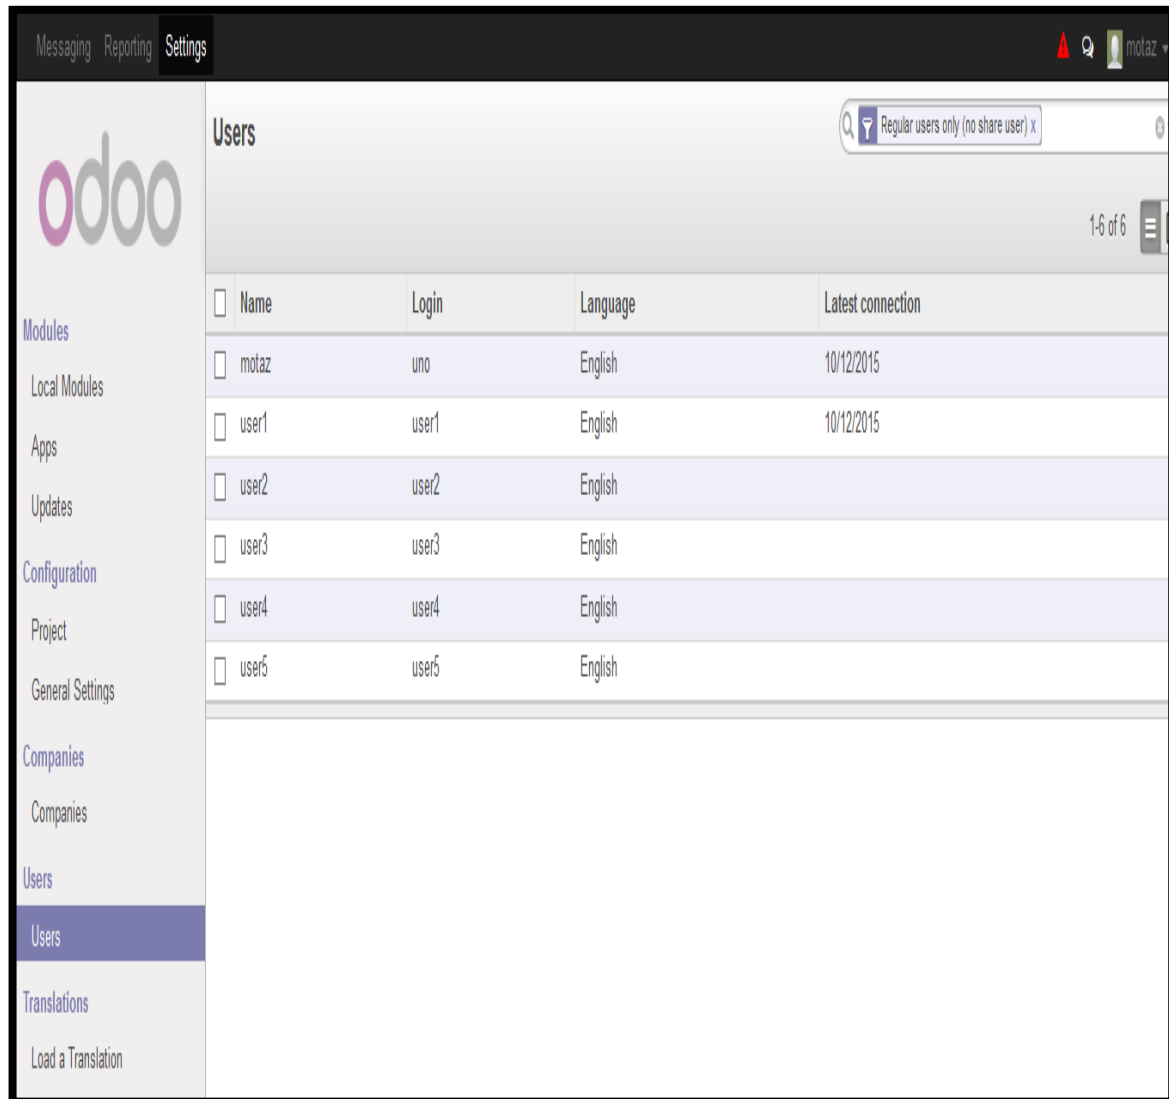 Messaging Reporting Settings motaz
odoo
Users
Regular users only (no share user) x
1-6 of 6
Name Login Language Latest connection
motaz uno English 10/12/2015
user1 user1 English 10/12/2015
user2 user2 English
user3 user3 English
user4 user4 English
user5 user5 English
Modules
Local Modules
Apps
Updates
Configuration
Project
General Settings
Companies
Companies
Users
Users
Translations
Load a Translation